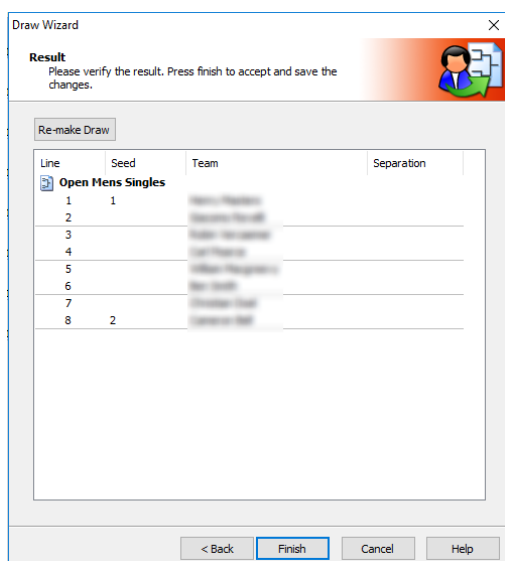 Draw Wizard
Result
Please verify the result. Press finish to accept and save the
changes.
Re-make Draw
Line Seed Team Separation
Open Mens Singles
1 1
2
3
4
5
6
7
8 2
< Back Finish Cancel Help